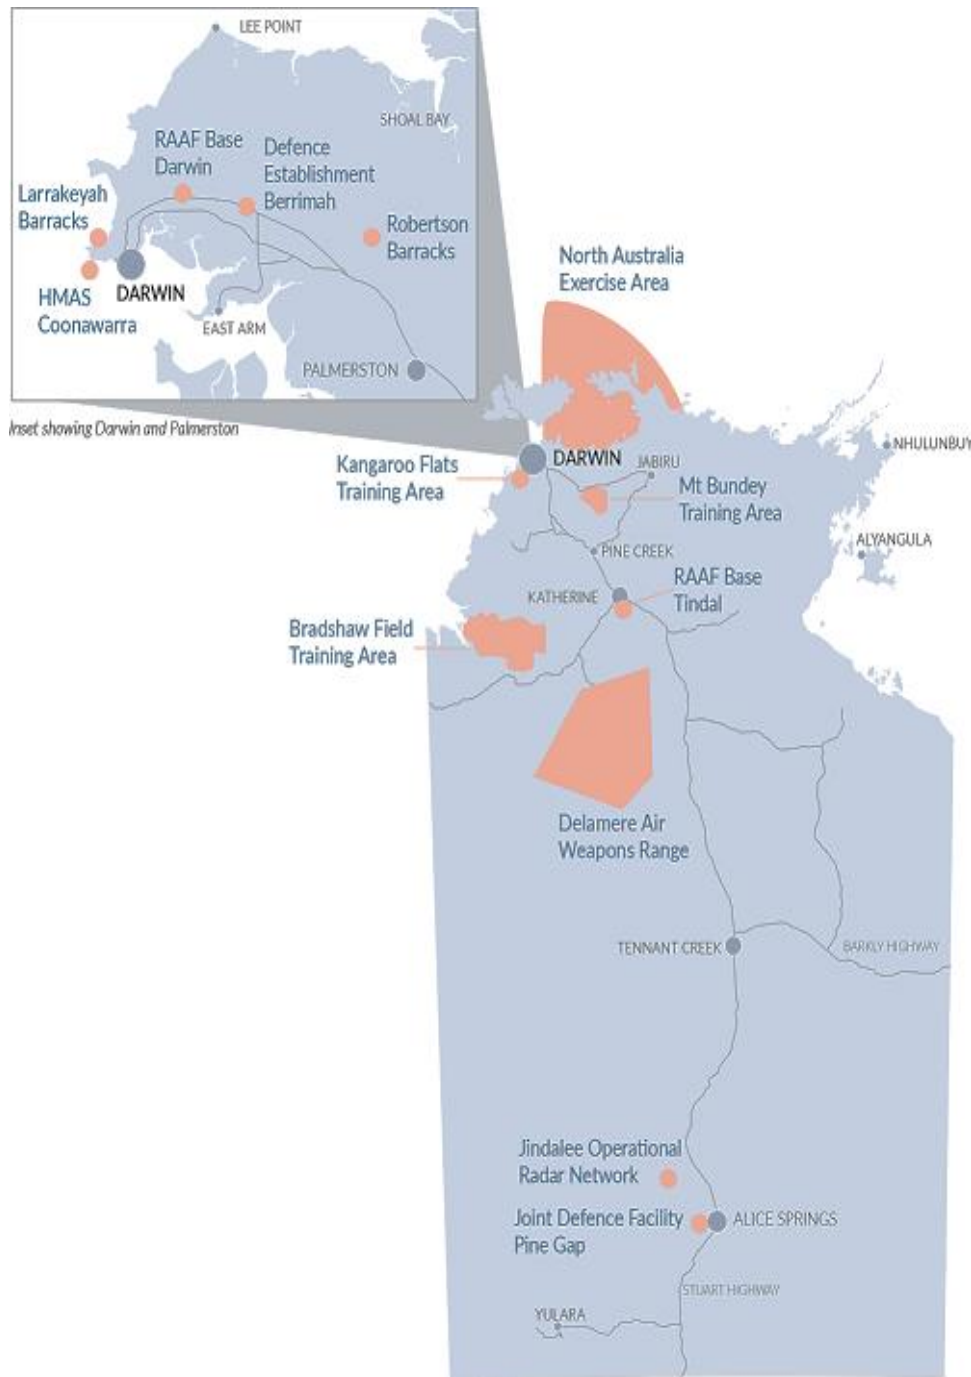 LEE POINT
SHOAL BAY
RAAF Base
Darwin
Defence
Establishment
Berrimah
Larrakeyah
Barracks
Robertson
Barracks
HMAS
Coonawarra
DARWIN
EAST ARM
PALMERSTON
Inset showing Darwin and Palmerston
North Australia
Exercise Area
DARWIN
JABIRU
NHULUNBUY
Kangaroo Flats
Training Area
Mt Bundey
Training Area
ALYANGULA
PINE CREEK
RAAF Base
Tindal
KATHERINE
Bradshaw Field
Training Area
Delamere Air
Weapons Range
TENNANT CREEK
BARKLY HIGHWAY
Jindalee Operational
Radar Network
Joint Defence Facility
Pine Gap
ALICE SPRINGS
STUART HIGHWAY
YULARA